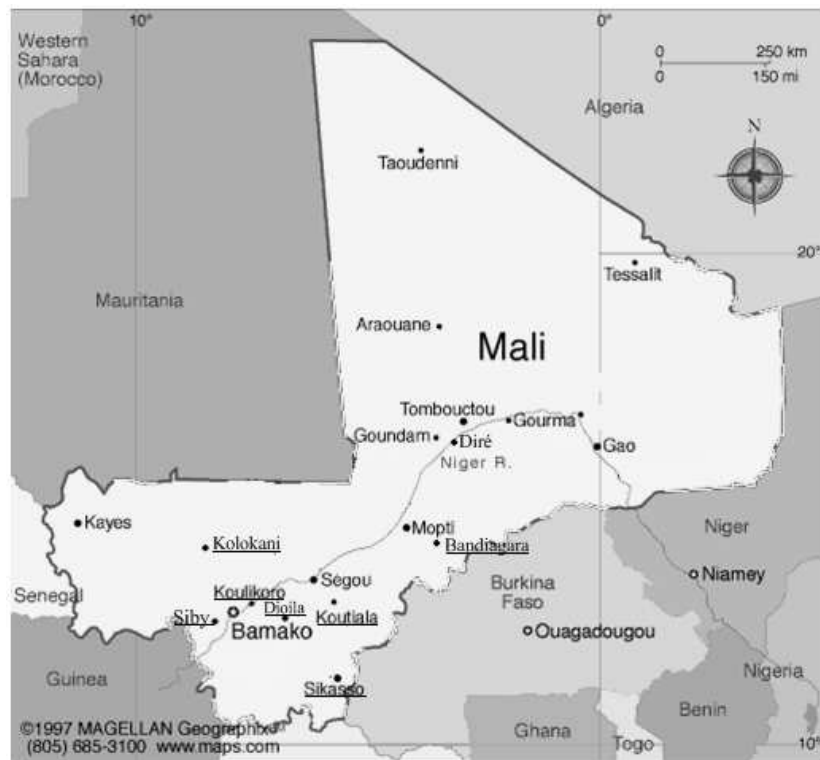 10°
0°
Western
Sahara
(Morocco)
0 250 km
0 150 mi
Algeria
N
Taoudenni
20°
Tessalit
Mauritania
Araouane
Mali
Tombouctou
Gourma
Goundam
Diré
Gao
Niger R.
Kayes
Mopti
Niger
Kolokani
Bandiagara
Ségou
Niamey
Burkina
Faso
Senegal
Koulikoro
Dioila
Koutiala
Siby
Bamako
Ouagadougou
Guinea
Sikasso
Nigeria
Benin
©1997 MAGELLAN Geographix
(805) 685-3100 www.maps.com
Ghana
Togo
10°